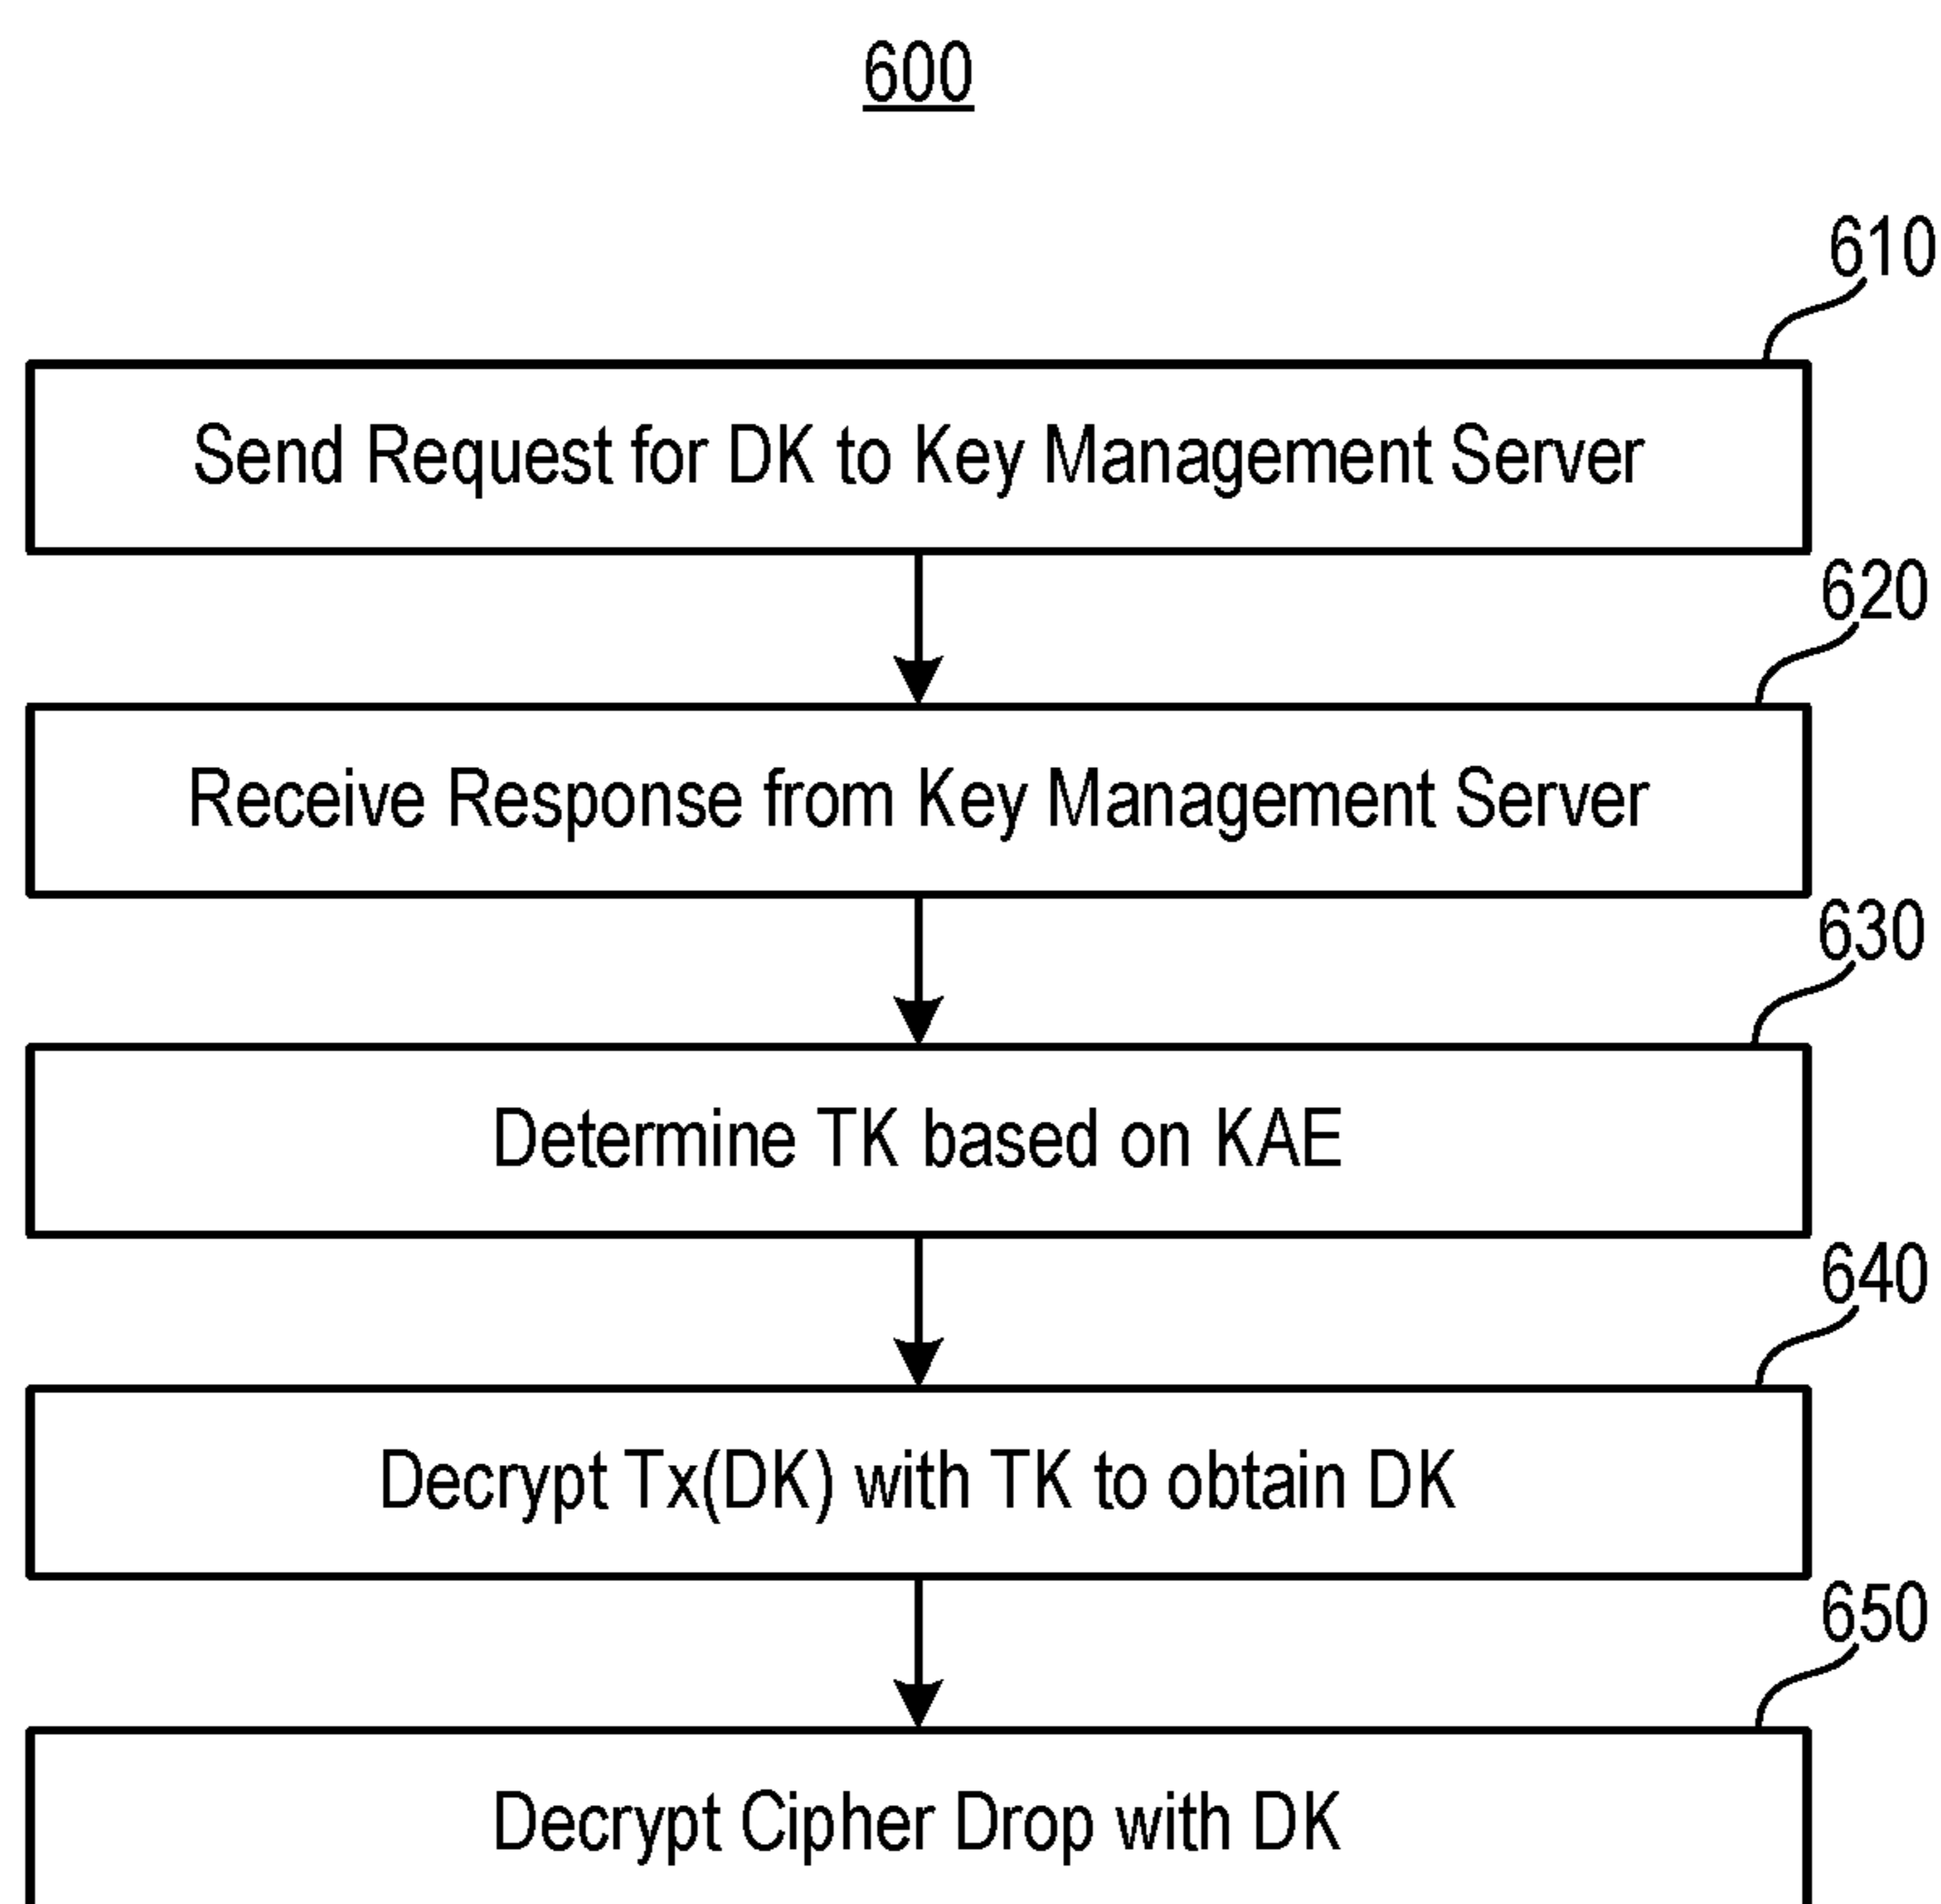 600
610
Send Request for DK to Key Management Server
620
Receive Response from Key Management Server
630
Determine TK based on KAE
640
Decrypt Tx(DK) with TK to obtain DK
650
Decrypt Cipher Drop with DK